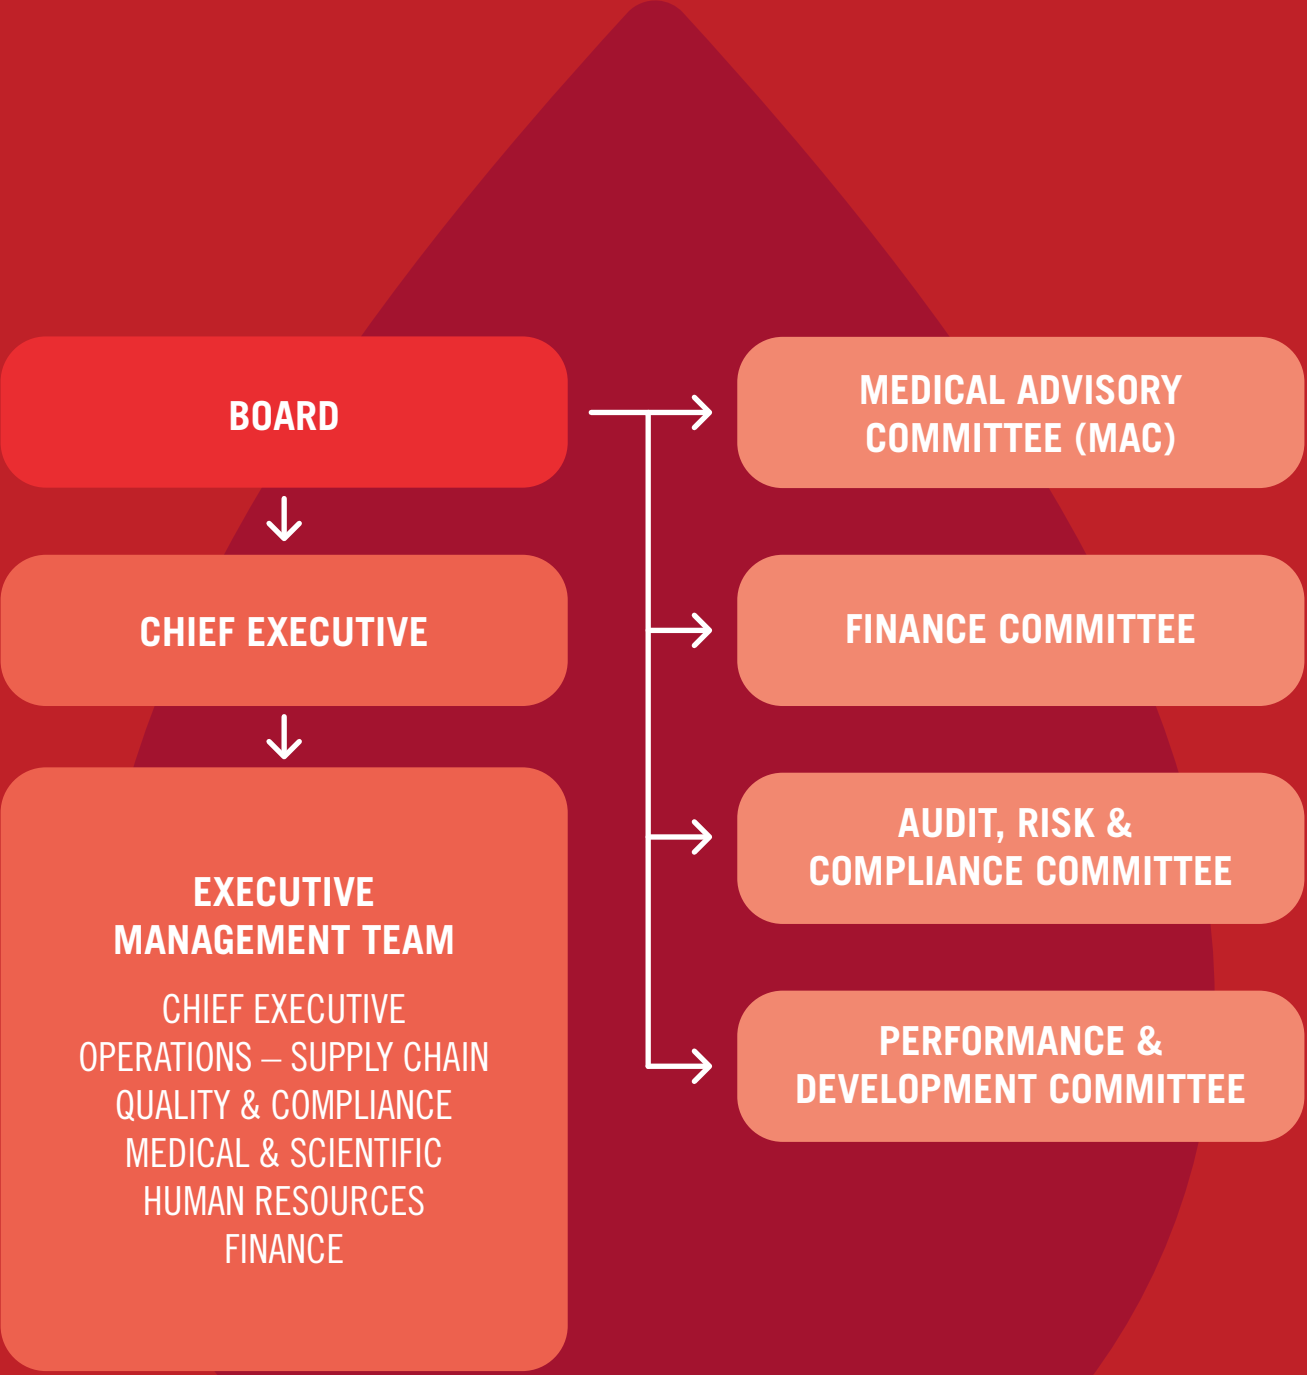 BOARD
CHIEF EXECUTIVE
EXECUTIVE
MANAGEMENT TEAM
CHIEF EXECUTIVE
OPERATIONS – SUPPLY CHAIN
QUALITY & COMPLIANCE
MEDICAL & SCIENTIFIC
HUMAN RESOURCES
FINANCE
MEDICAL ADVISORY
COMMITTEE (MAC)
FINANCE COMMITTEE
AUDIT, RISK &
COMPLIANCE COMMITTEE
PERFORMANCE &
DEVELOPMENT COMMITTEE